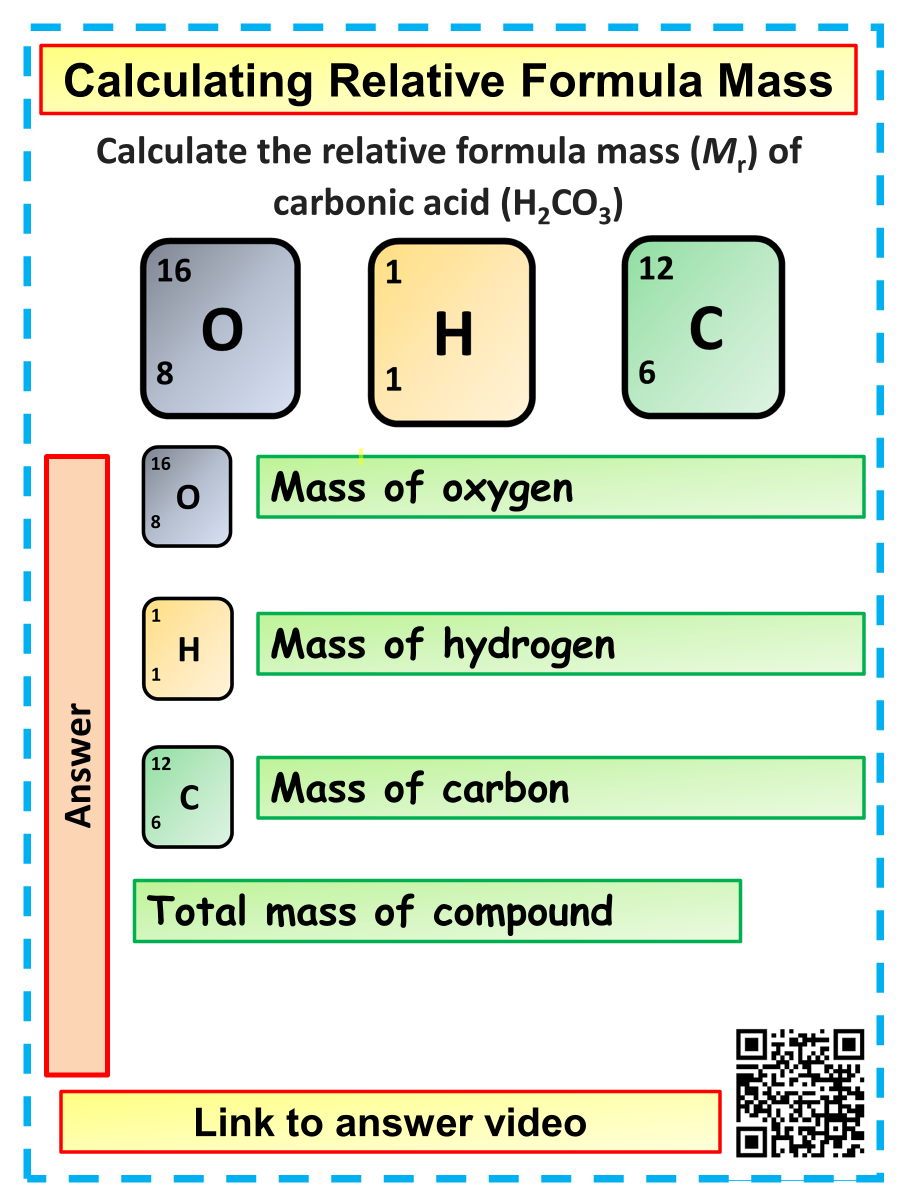 Calculating Relative Formula Mass
Calculate the relative formula mass (Mᵣ) of
carbonic acid (H₂CO₃)
16
O
8
1
H
1
12
C
6
Answer
16
O
8
Mass of oxygen
1
H
1
Mass of hydrogen
12
C
6
Mass of carbon
Total mass of compound
Link to answer video